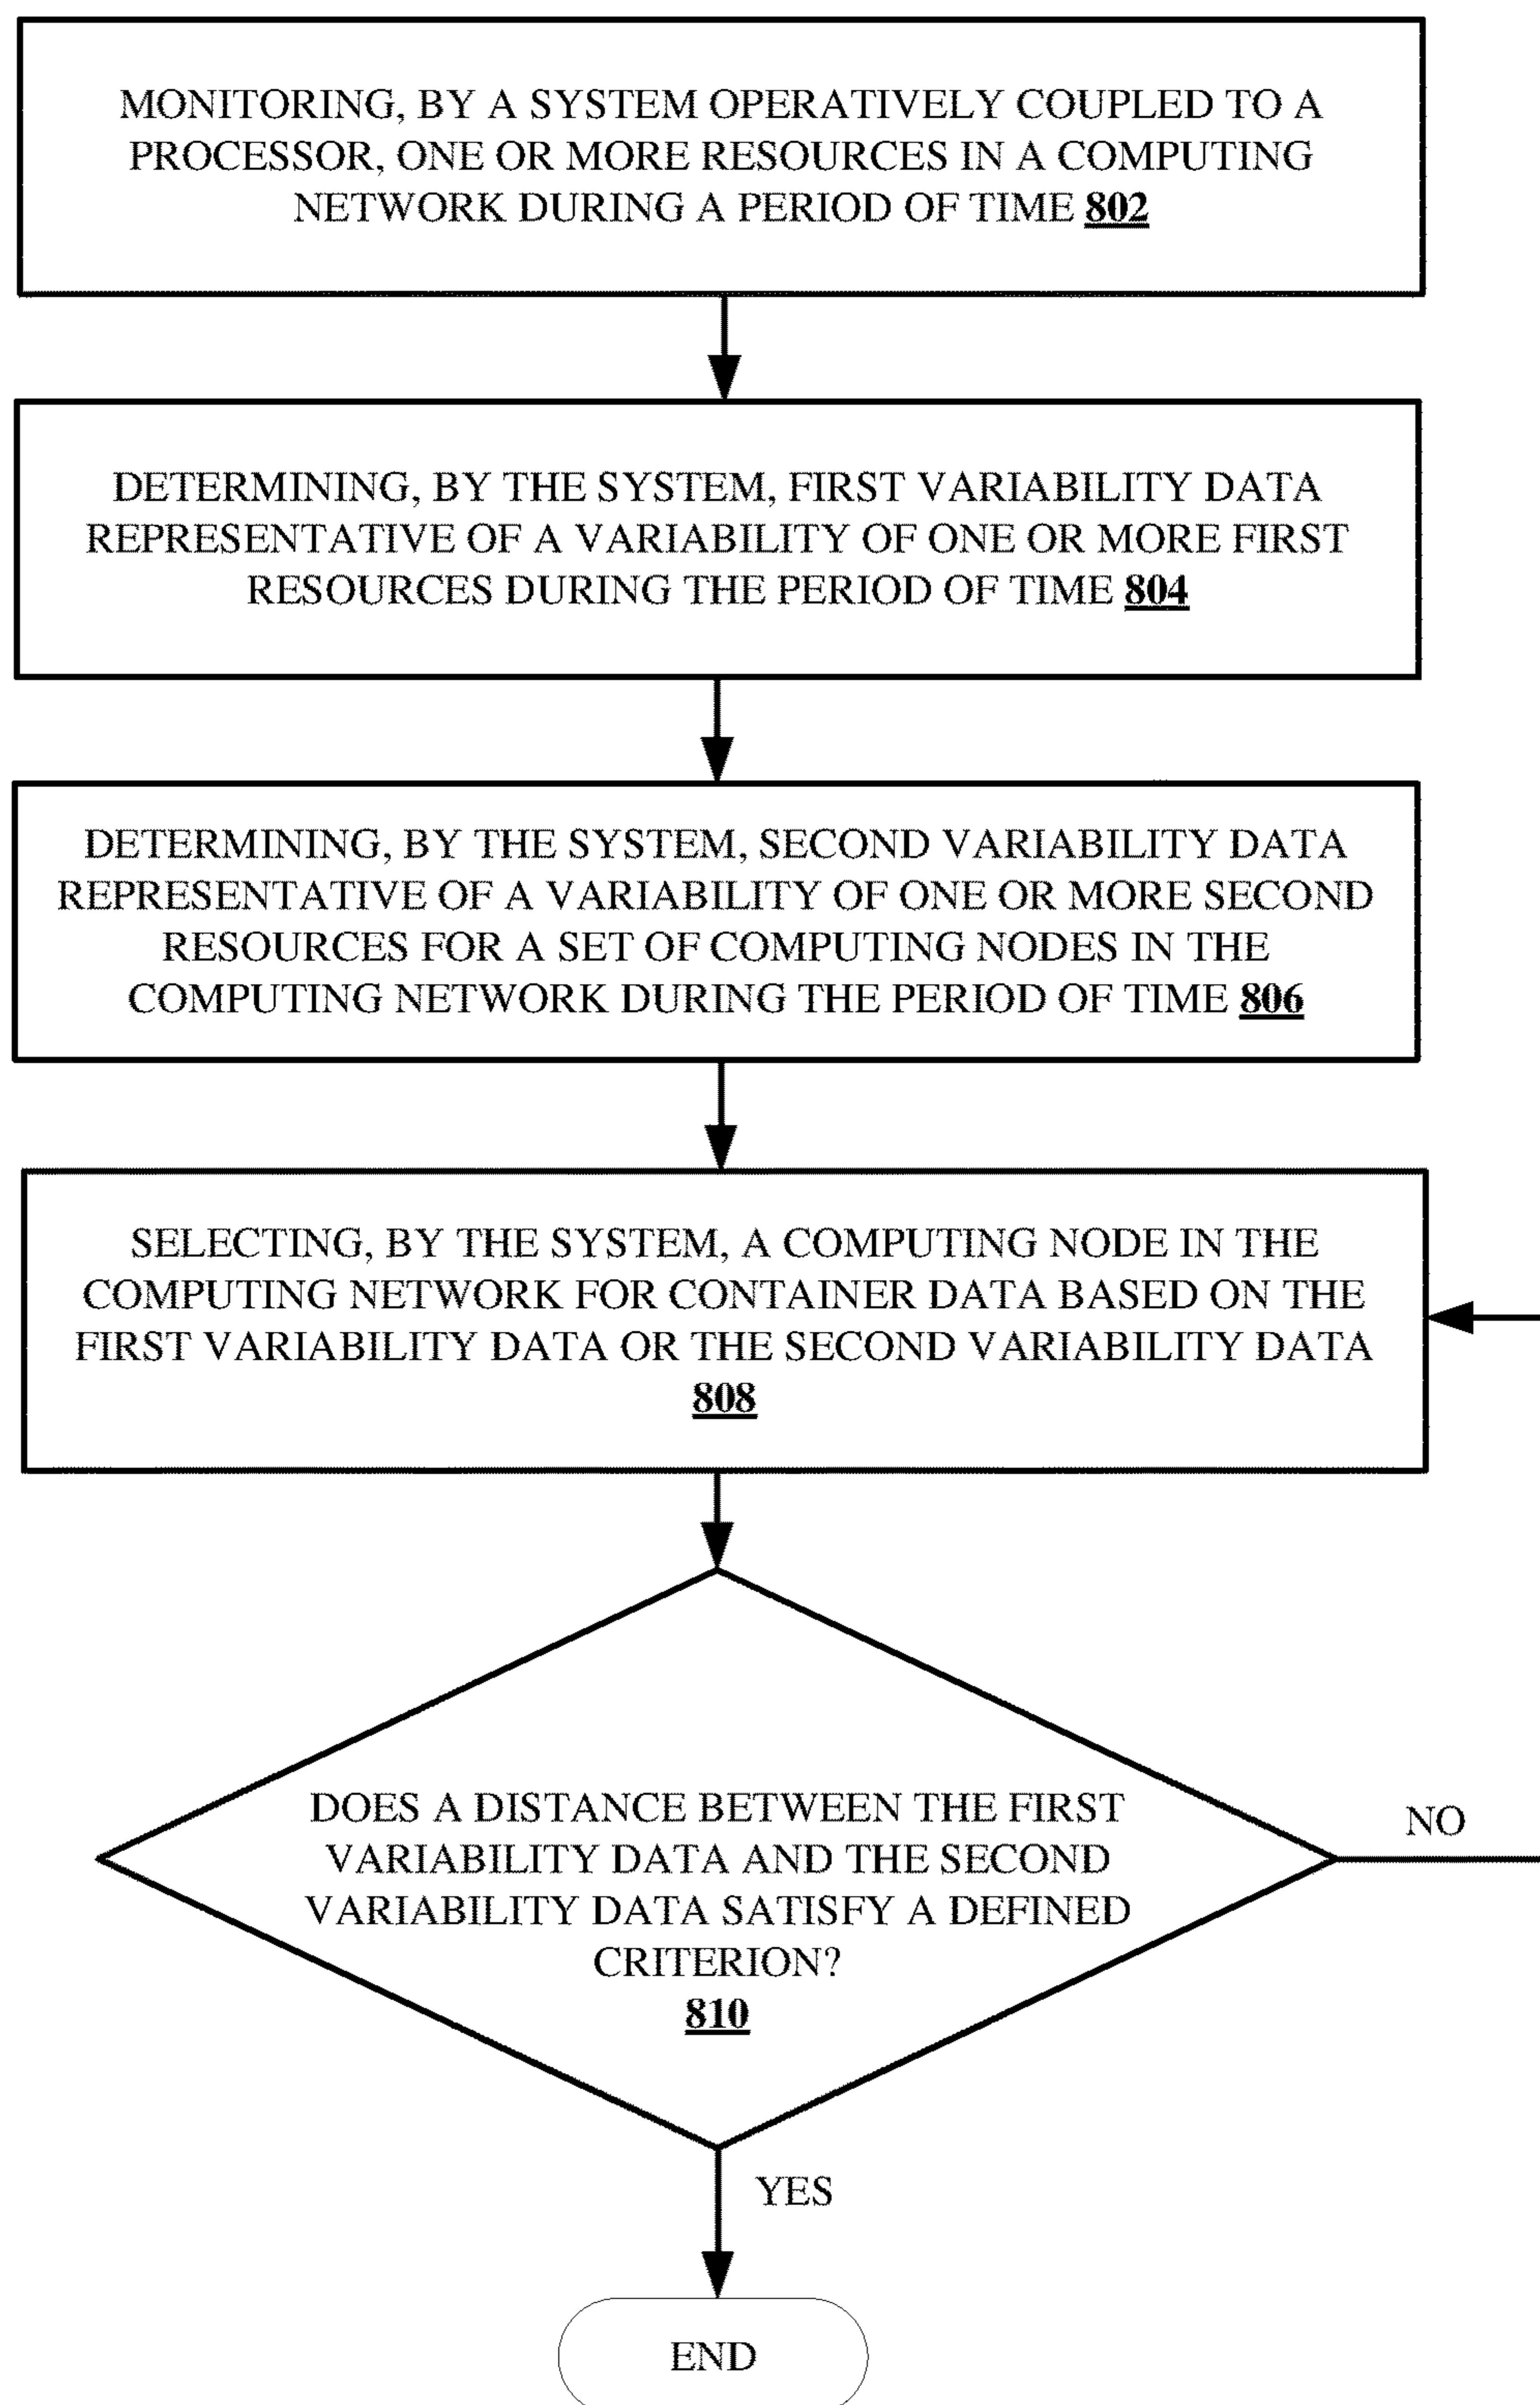 MONITORING, BY A SYSTEM OPERATIVELY COUPLED TO A
PROCESSOR, ONE OR MORE RESOURCES IN A COMPUTING
NETWORK DURING A PERIOD OF TIME 802
DETERMINING, BY THE SYSTEM, FIRST VARIABILITY DATA
REPRESENTATIVE OF A VARIABILITY OF ONE OR MORE FIRST
RESOURCES DURING THE PERIOD OF TIME 804
DETERMINING, BY THE SYSTEM, SECOND VARIABILITY DATA
REPRESENTATIVE OF A VARIABILITY OF ONE OR MORE SECOND
RESOURCES FOR A SET OF COMPUTING NODES IN THE
COMPUTING NETWORK DURING THE PERIOD OF TIME 806
SELECTING, BY THE SYSTEM, A COMPUTING NODE IN THE
COMPUTING NETWORK FOR CONTAINER DATA BASED ON THE
FIRST VARIABILITY DATA OR THE SECOND VARIABILITY DATA
808
DOES A DISTANCE BETWEEN THE FIRST
VARIABILITY DATA AND THE SECOND
VARIABILITY DATA SATISFY A DEFINED
CRITERION?
810
NO
YES
END